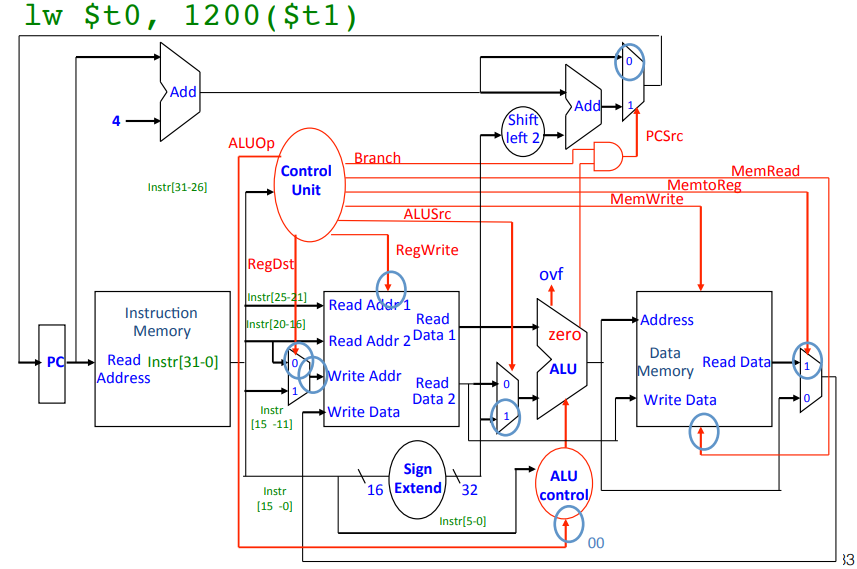 lw $t0, 1200($t1)
0
Add
4
Add
1
Shift
left 2
PCSrc
ALUOp
Branch
MemRead
Control
Unit
Instr[31-26]
MemtoReg
MemWrite
ALUSrc
RegWrite
RegDst
ovf
Instr[25-21]
Read Addr 1
Instruction
Memory
Read
Data 1
Instr[20-16]
Address
zero
Read Addr 2
PC
Read
Address
Instr[31-0]
0
Data
Memory
Read Data
1
ALU
Write Addr
Read
Data 2
0
1
Write Data
1
Write Data
0
Instr
[15 -11]
Sign
Extend
ALU
control
16
32
Instr
[15 -0]
Instr[5-0]
00
33